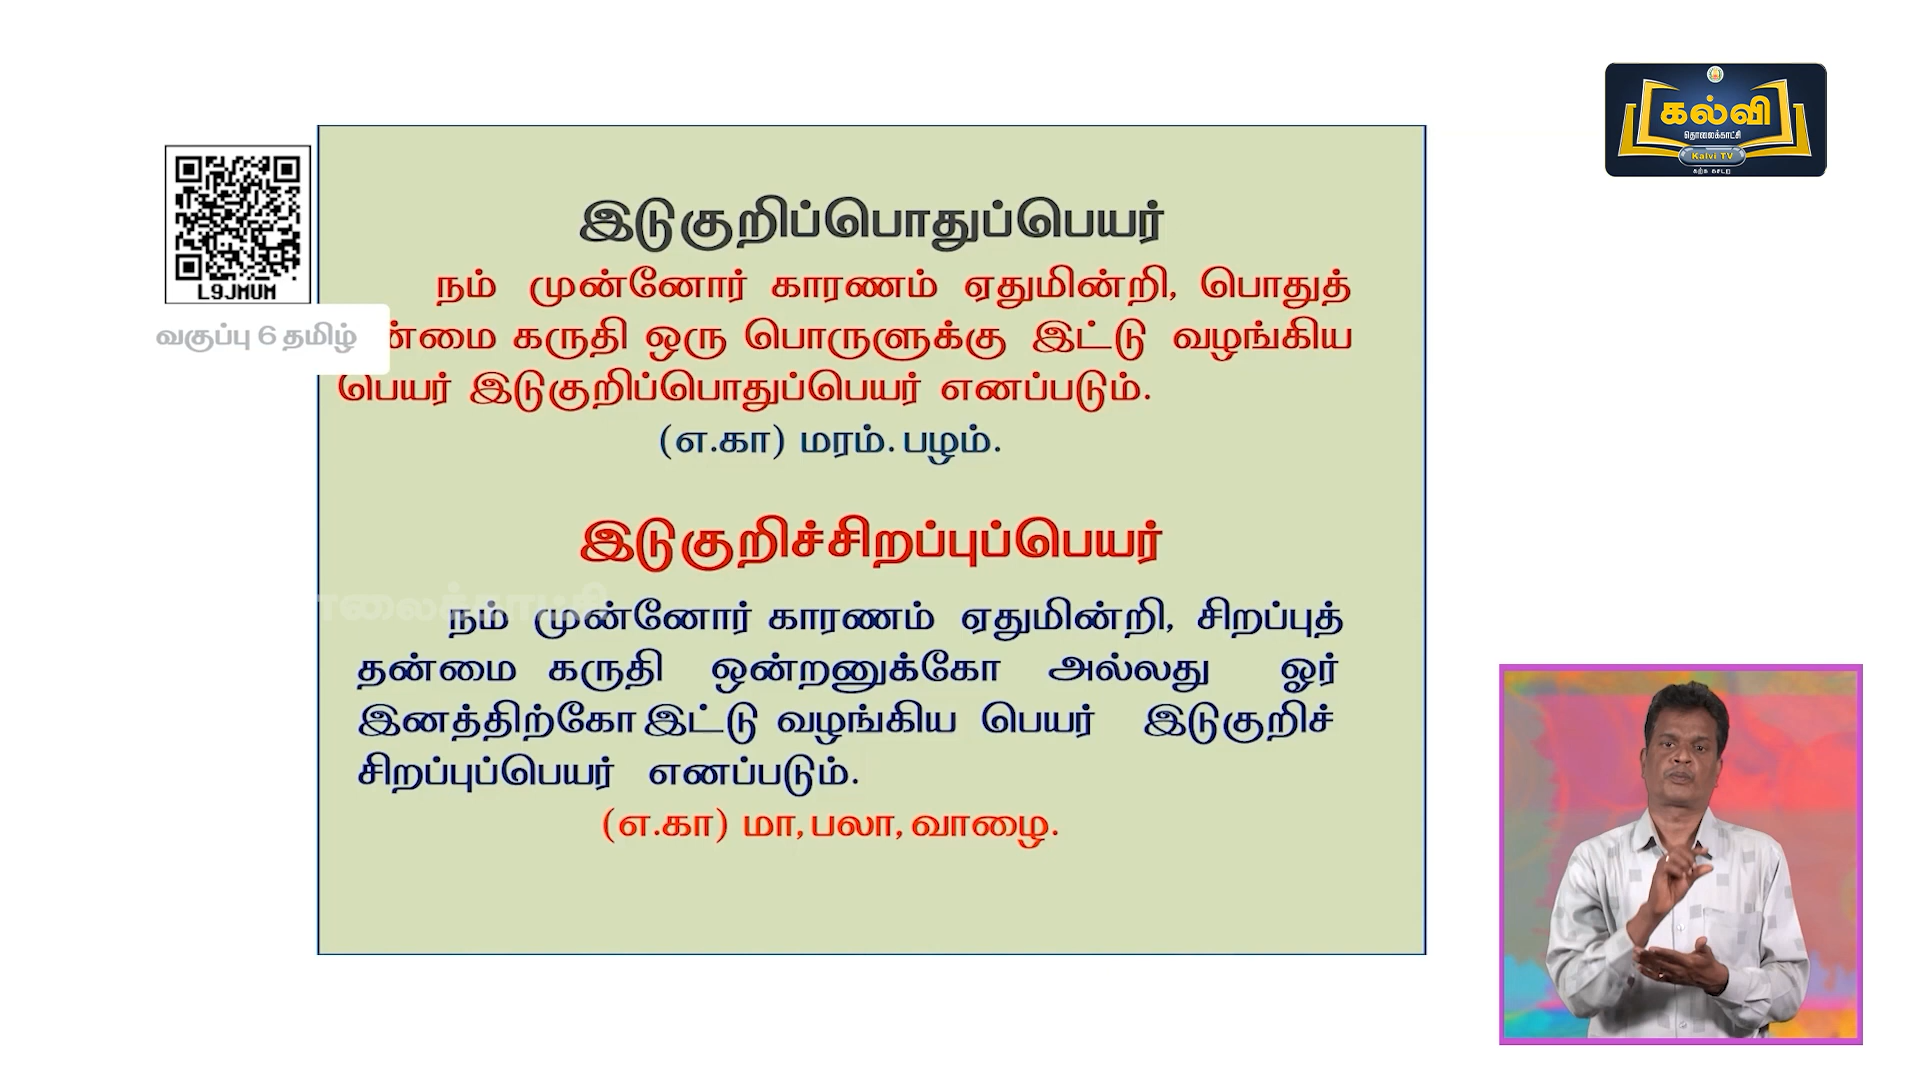 கல்வி
தொலைக்காட்சி
Kalvi TV
கற்க கசடற
L9JMUM
வகுப்பு 6 தமிழ்
இடுகுறிப்பொதுப்பெயர்
நம் முன்னோர் காரணம் ஏதுமின்றி, பொதுத்
ன்மை கருதி ஒரு பொருளுக்கு இட்டு வழங்கிய
பெயர் இடுகுறிப்பொதுப்பெயர் எனப்படும்.
(எ.கா) மரம். பழம்.
இடுகுறிச்சிறப்புப்பெயர்
நம் முன்னோர் காரணம் ஏதுமின்றி, சிறப்புத்
தன்மை கருதி ஒன்றனுக்கோ அல்லது ஓர்
இனத்திற்கோ இட்டு வழங்கிய பெயர் இடுகுறிச்
சிறப்புப்பெயர் எனப்படும்.
(எ.கா) மா, பலா, வாழை.